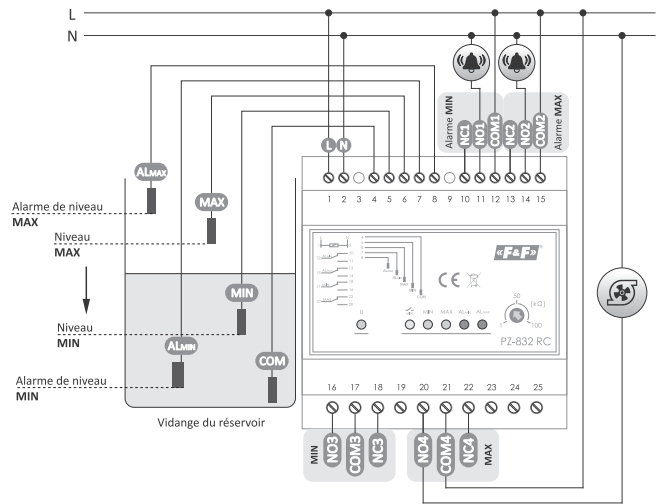 L
N
Alarme MIN
NC1
NO1
COM1
NC2
NO2
COM2
Alarme MAX
L N
1 2 3 4 5 6 7 8 9 10 11 12 13 14 15
ALMAX
MAX
MIN
ALMIN
COM
Alarme de niveau
MAX
Niveau
MAX
Niveau
MIN
Alarme de niveau
MIN
Vidange du réservoir
«F&F»®
CE
U
MIN MAX ALMIN ALMAX
50 (kΩ)
1 100
PZ-832 RC
16 17 18 19 20 21 22 23 24 25
MIN
NO3
COM3
NC3
NO4
COM4
NC4
MAX